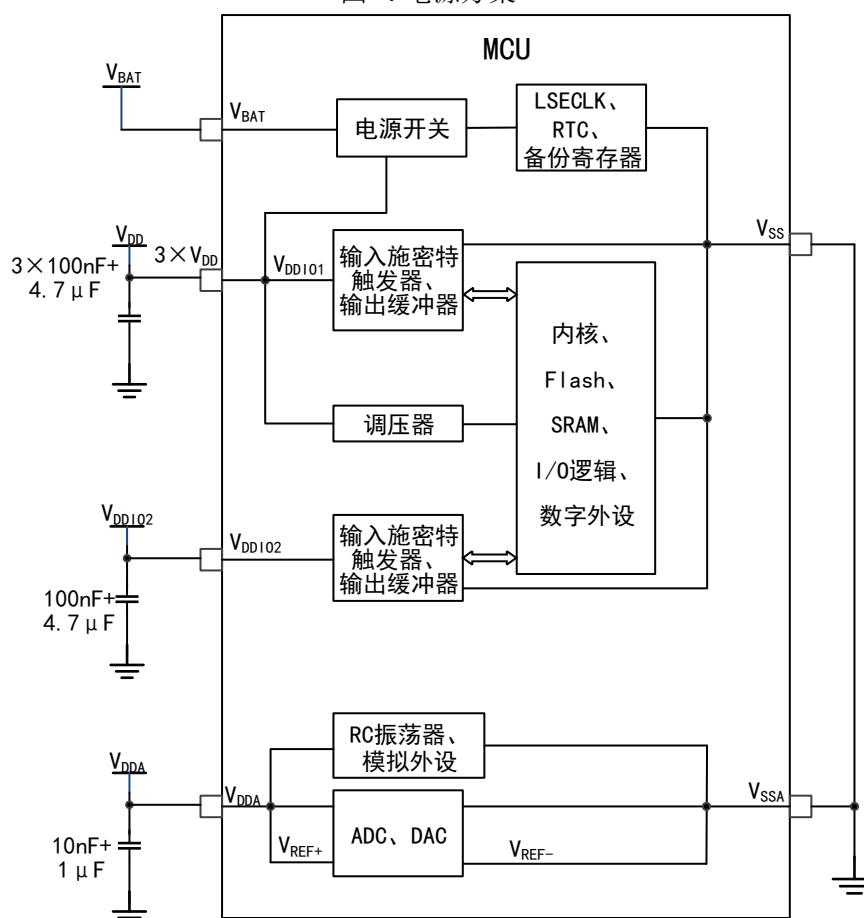 MCU
VBAT
VBAT
电源开关
LSECLK、
RTC、
备份寄存器
VDD
3×VDD
3×100nF+
4.7μF
VDDIO1
输入施密特
触发器、
输出缓冲器
VSS
内核、
Flash、
SRAM、
I/O逻辑、
数字外设
调压器
VDDIO2
VDDIO2
输入施密特
触发器、
输出缓冲器
100nF+
4.7μF
RC振荡器、
模拟外设
VDDA
VDDA
VSSA
ADC、DAC
VREF+
VREF-
10nF+
1μF